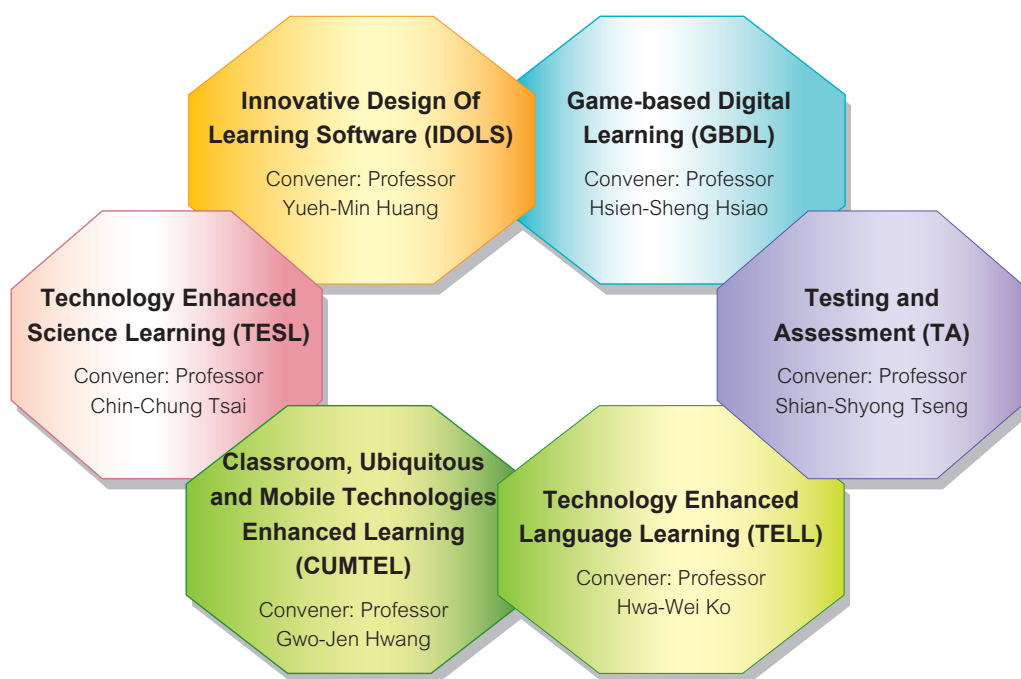 Innovative Design Of
Learning Software (IDOLS)
Convener: Professor
Yueh-Min Huang
Game-based Digital
Learning (GBDL)
Convener: Professor
Hsien-Sheng Hsiao
Technology Enhanced
Science Learning (TESL)
Convener: Professor
Chin-Chung Tsai
Testing and
Assessment (TA)
Convener: Professor
Shian-Shyong Tseng
Classroom, Ubiquitous
and Mobile Technologies
Enhanced Learning
(CUMTEL)
Convener: Professor
Gwo-Jen Hwang
Technology Enhanced
Language Learning (TELL)
Convener: Professor
Hwa-Wei Ko